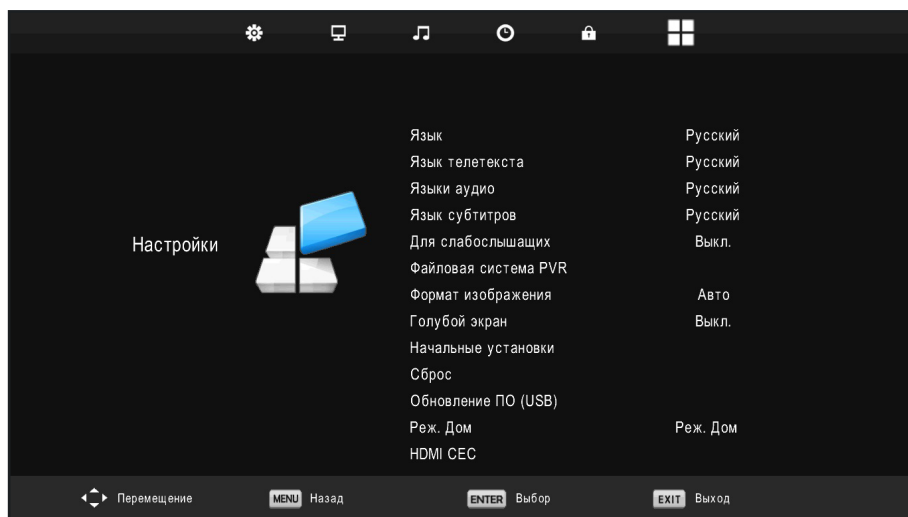 Язык Русский
Язык телетекста Русский
Языки аудио Русский
Язык субтитров Русский
Настройки
Для слабослышащих Выкл.
Файловая система PVR
Формат изображения Авто
Голубой экран Выкл.
Начальные установки
Сброс
Обновление ПО (USB)
Реж. Дом Реж. Дом
HDMI CEC
Перемещение MENU Назад ENTER Выбор EXIT Выход